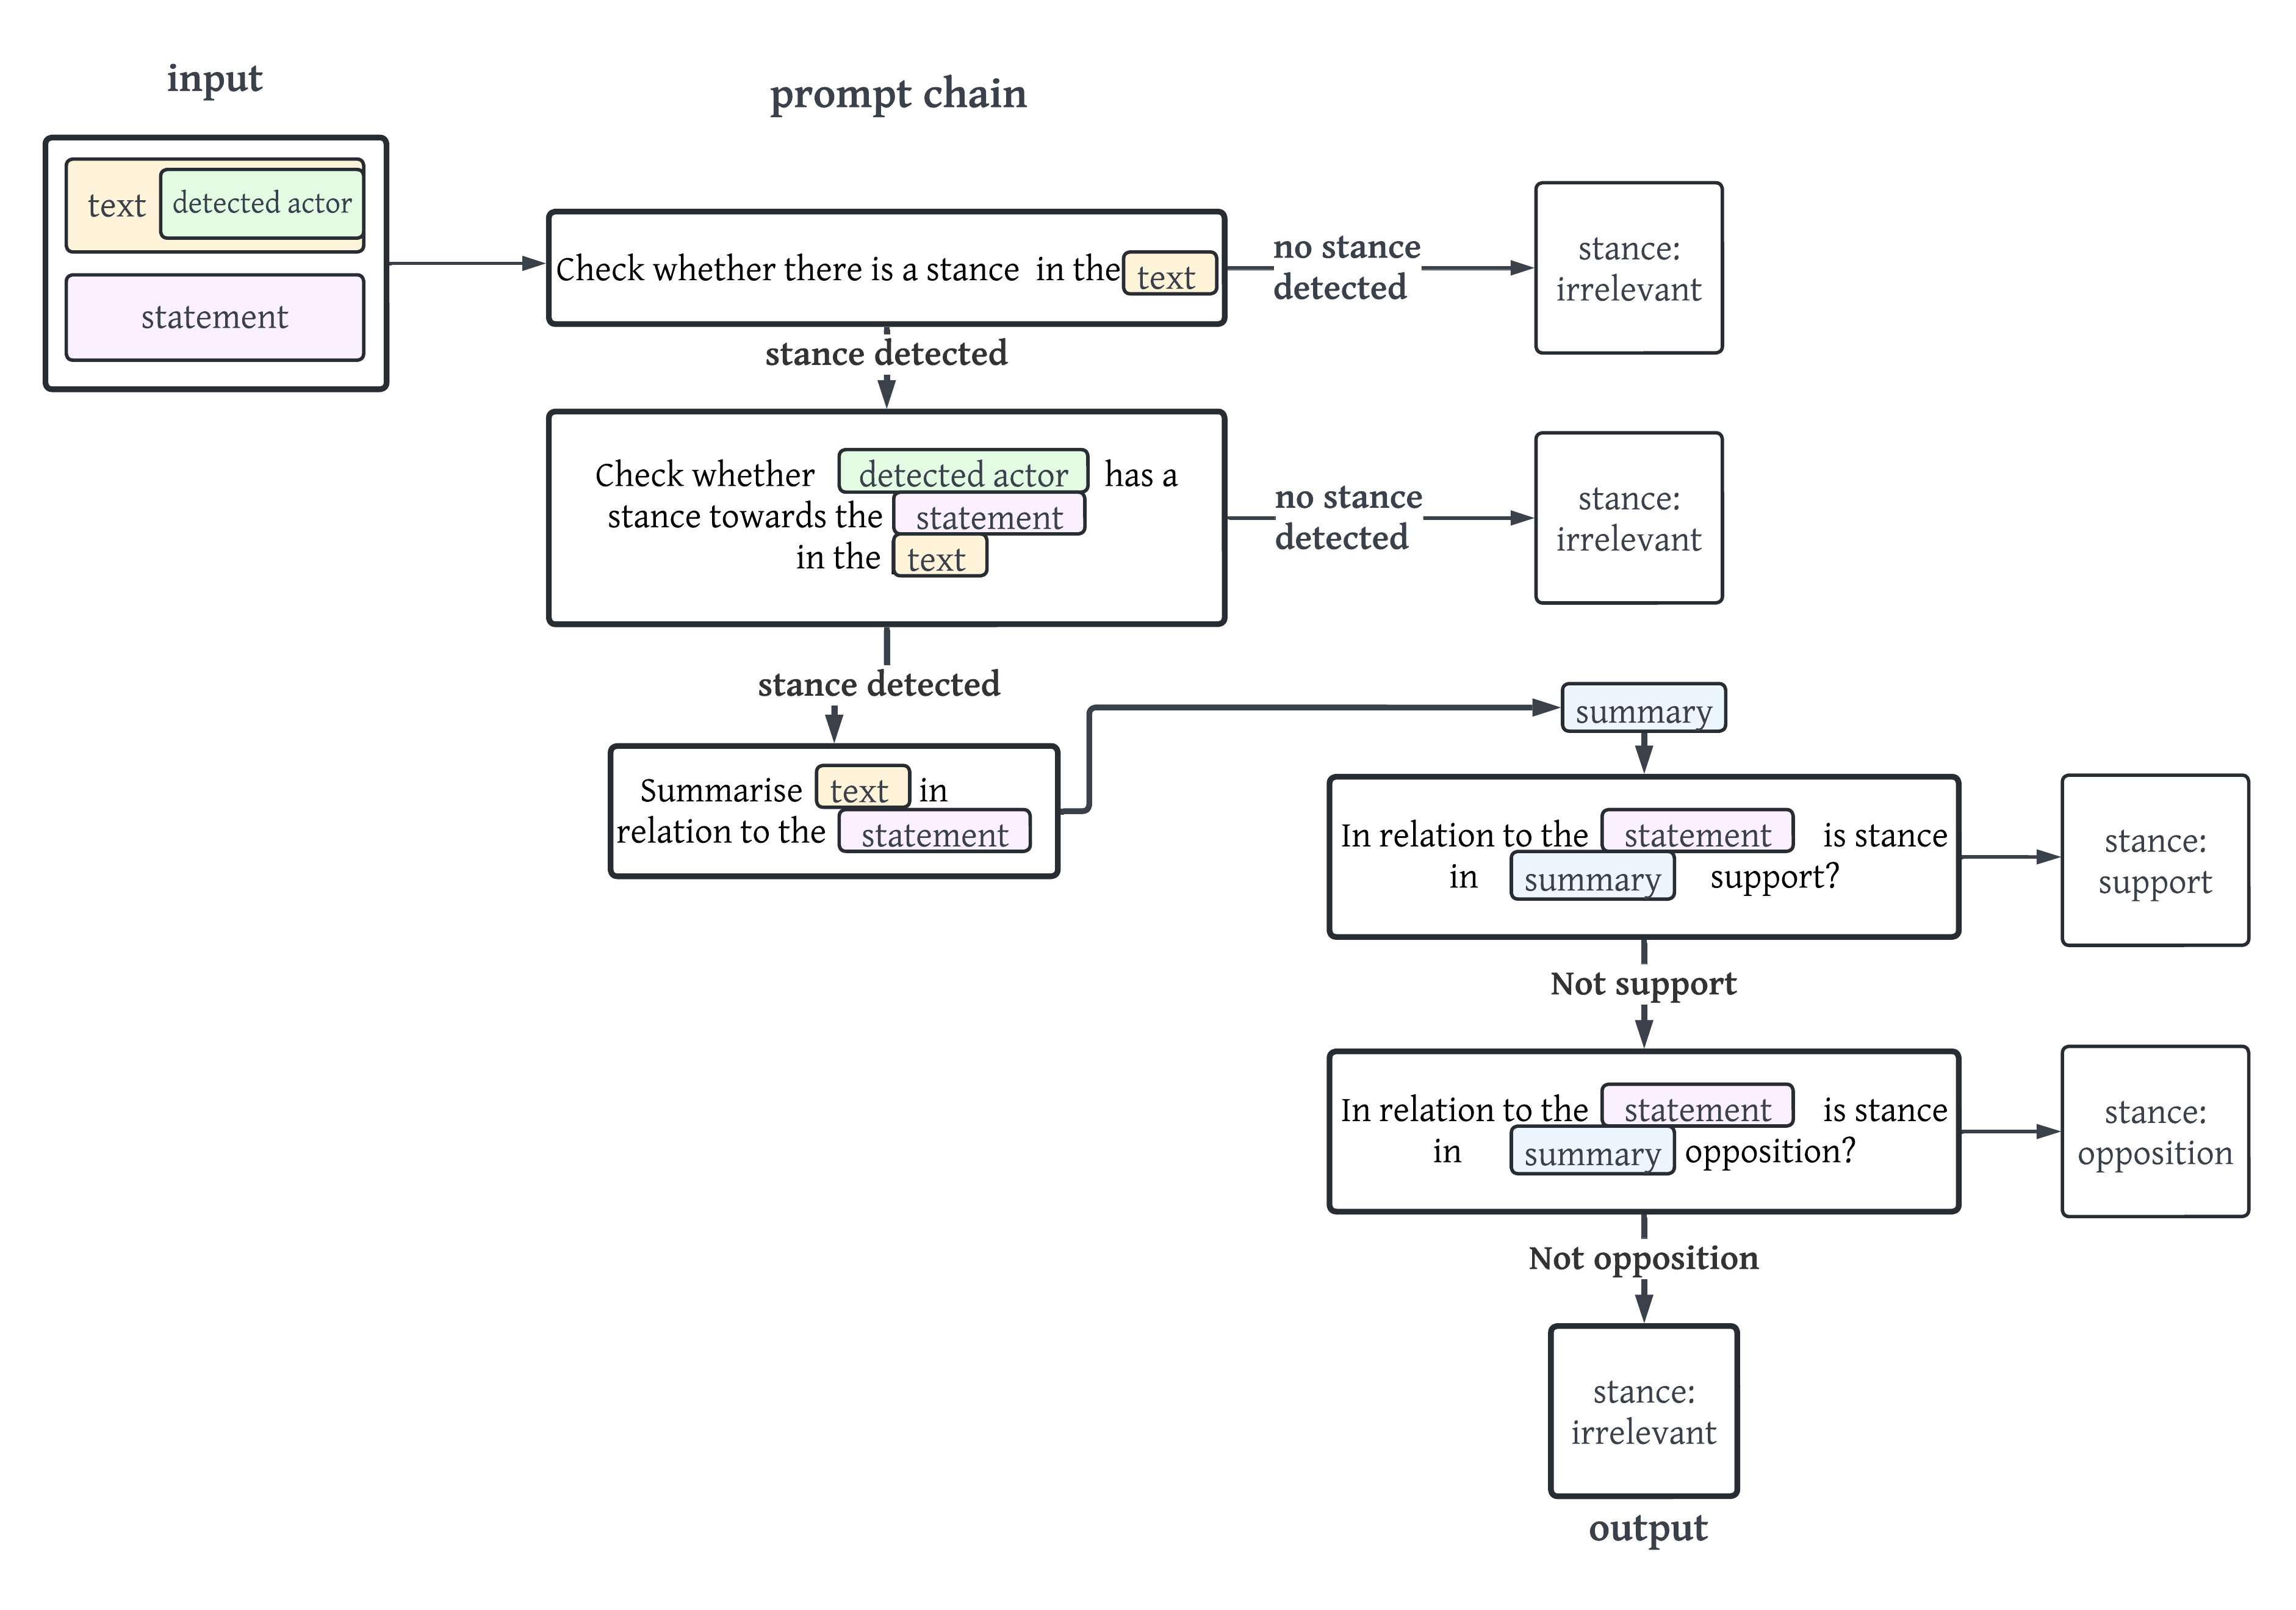 input
prompt chain
text
detected actor
statement
Check whether there is a stance in the text
no stance
detected
stance:
irrelevant
stance detected
Check whether detected actor has a
stance towards the statement
in the text
no stance
detected
stance:
irrelevant
stance detected
Summarise text in
relation to the statement
summary
In relation to the statement is stance
in summary support?
stance:
support
Not support
In relation to the statement is stance
in summary opposition?
stance:
opposition
Not opposition
stance:
irrelevant
output